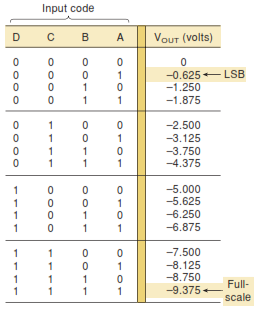 Input code
D C B A VOUT (volts)
0 0 0 0 0
0 0 0 1 −0.625 LSB
0 0 1 0 −1.250
0 0 1 1 −1.875
0 1 0 0 −2.500
0 1 0 1 −3.125
0 1 1 0 −3.750
0 1 1 1 −4.375
1 0 0 0 −5.000
1 0 0 1 −5.625
1 0 1 0 −6.250
1 0 1 1 −6.875
1 1 0 0 −7.500
1 1 0 1 −8.125
1 1 1 0 −8.750
1 1 1 1 −9.375 Full-
scale